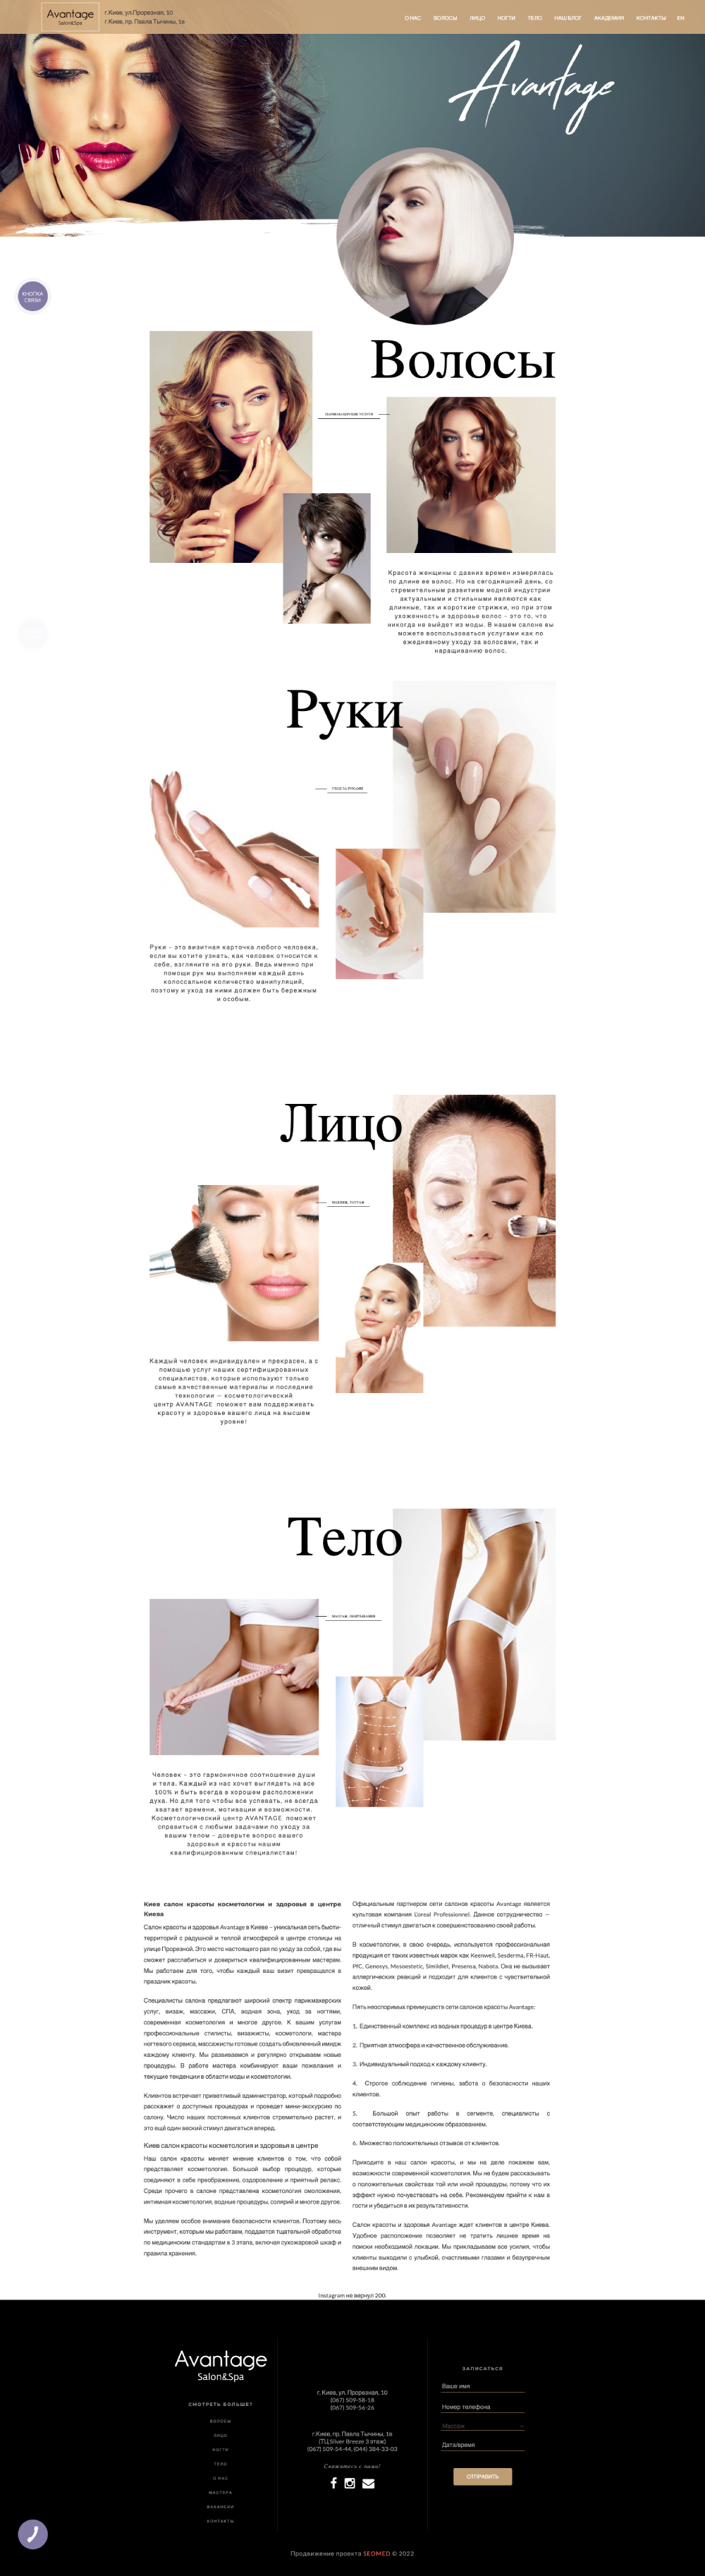 Avantage
Salon&Spa
г.Киев, ул.Прорезная, 10
г.Киев, пр. Павла Тычины, 1в
О НАС ВОЛОСЫ ЛИЦО НОГТИ ТЕЛО НАШ БЛОГ АКАДЕМИЯ КОНТАКТЫ EN
Avantage
КНОПКА
СВЯЗИ
Волосы
ПАРИКМАХЕРСКИЕ УСЛУГИ
Красота женщины с давних времен измерялась
по длине ее волос. Но на сегодняшний день, со
стремительным развитием модной индустрии
актуальными и стильными являются как
длинные, так и короткие стрижки, но при этом
ухоженность и здоровье волос – это то, что
никогда не выйдет из моды. В нашем салоне вы
можете воспользоваться услугами как по
ежедневному уходу за волосами, так и
наращиванию волос.
Руки
УХОД ЗА РУКАМИ
Руки – это визитная карточка любого человека,
если вы хотите узнать, как человек относится к
себе, взгляните на его руки. Ведь именно при
помощи рук мы выполняем каждый день
колоссальное количество манипуляций,
поэтому и уход за ними должен быть бережным
и особым.
Лицо
МАКИЯЖ, ТАТУАЖ
Каждый человек индивидуален и прекрасен, а с
помощью услуг наших сертифицированных
специалистов, которые используют только
самые качественные материалы и последние
технологии — косметологический
центр AVANTAGE поможет вам поддерживать
красоту и здоровье вашего лица на высшем
уровне!
Тело
МАССАЖ, ОБЕРТЫВАНИЯ
Человек – это гармоничное соотношение души
и тела. Каждый из нас хочет выглядеть на все
100% и быть всегда в хорошем расположении
духа. Но для того чтобы всё успевать, не всегда
хватает времени, мотивации и возможности.
Косметологический центр AVANTAGE поможет
справиться с любыми задачами по уходу за
вашим телом – доверьте вопрос вашего
здоровья и красоты нашим
квалифицированным специалистам!
Киев салон красоты косметологии и здоровья в центре
Киева
Салон красоты и здоровья Avantage в Киеве – уникальная сеть бьюти-
территорий с радушной и теплой атмосферой в центре столицы на
улице Прорезной. Это место настоящего рая по уходу за собой, где вы
сможет расслабиться и довериться квалифицированным мастерам.
Мы работаем для того, чтобы каждый ваш визит превращался в
праздник красоты.
Специалисты салона предлагают широкий спектр парикмахерских
услуг, визаж, массажи, СПА, водная зона, уход за ногтями,
современная косметология и многое другое. К вашим услугам
профессиональные стилисты, визажисты, косметологи, мастера
ногтевого сервиса, массажисты готовые создать обновленный имидж
каждому клиенту. Мы развиваемся и регулярно открываем новые
процедуры. В работе мастера комбинируют ваши пожелания и
текущие тенденции в области моды и косметологии.
Клиентов встречает приветливый администратор, который подробно
расскажет о доступных процедурах и проведет мини-экскурсию по
салону. Число наших постоянных клиентов стремительно растет, и
это ещё один веский стимул двигаться вперед.
Киев салон красоты косметология и здоровья в центре
Наш салон красоты меняет мнение клиентов о том, что собой
представляет косметология. Большой выбор процедур, которые
соединяют в себе преображение, оздоровление и приятный релакс.
Среди прочего в салоне представлена косметология омоложения,
интимная косметология, водные процедуры, солярий и многое другое.
Мы уделяем особое внимание безопасности клиентов. Поэтому весь
инструмент, которым мы работаем, поддается тщательной обработке
по медицинским стандартам в 3 этапа, включая сухожаровой шкаф и
правила хранения.
Официальным партнером сети салонов красоты Avantage является
культовая компания L'oreal Professionnel. Данное сотрудничество —
отличный стимул двигаться к совершенствованию своей работы.
В косметологии, в свою очередь, используется профессиональная
продукция от таких известных марок как Keenwell, Sesderma, FR-Haut,
PfC, Genosys, Mesoestetic, Simildiet, Presensa, Nabota. Она не вызывает
аллергических реакций и подходит для клиентов с чувствительной
кожей.
Пять неоспоримых преимуществ сети салонов красоты Avantage:
1. Единственный комплекс из водных процедур в центре Киева.
2. Приятная атмосфера и качественное обслуживание.
3. Индивидуальный подход к каждому клиенту.
4. Строгое соблюдение гигиены, забота о безопасности наших
клиентов.
5. Большой опыт работы в сегменте, специалисты с
соответствующим медицинским образованием.
6. Множество положительных отзывов от клиентов.
Приходите в наш салон красоты, и мы на деле покажем вам,
возможности современной косметологии. Мы не будем рассказывать
о положительных свойствах той или иной процедуры, потому что их
эффект нужно почувствовать на себе. Рекомендуем прийти к нам в
гости и убедиться в их результативности.
Салон красоты и здоровья Avantage ждет клиентов в центре Киева.
Удобное расположение позволяет не тратить лишнее время на
поиски необходимой локации. Мы прикладываем все усилия, чтобы
клиенты выходили с улыбкой, счастливыми глазами и безупречным
внешним видом.
Instagram не вернул 200.
Avantage
Salon&Spa
СМОТРЕТЬ БОЛЬШЕ?
ВОЛОСЫ
ЛИЦО
НОГТИ
ТЕЛО
О НАС
МАСТЕРА
ВАКАНСИИ
КОНТАКТЫ
г. Киев, ул. Прорезная, 10
(067) 509-58-18
(067) 509-56-26
г.Киев, пр. Павла Тычины, 1в
(ТЦ Silver Breeze 3 этаж)
(067) 509-54-44, (044) 384-33-03
Свяжитесь с нами!
ЗАПИСАТЬСЯ
Ваше имя
Номер телефона
Массаж
Дата/время
ОТПРАВИТЬ
Продвижение проекта SEOMED © 2022